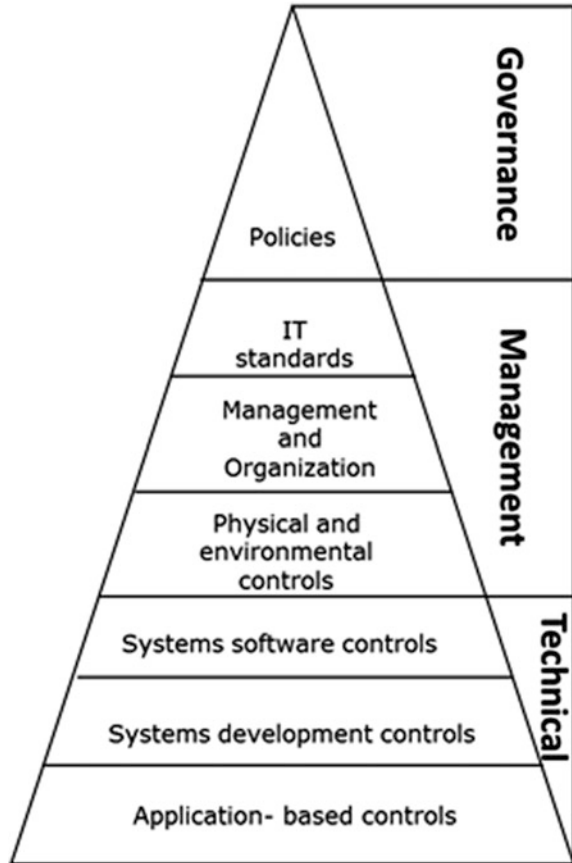 Governance
Policies
Management
IT
standards
Management
and
Organization
Physical and
environmental
controls
Technical
Systems software controls
Systems development controls
Application- based controls